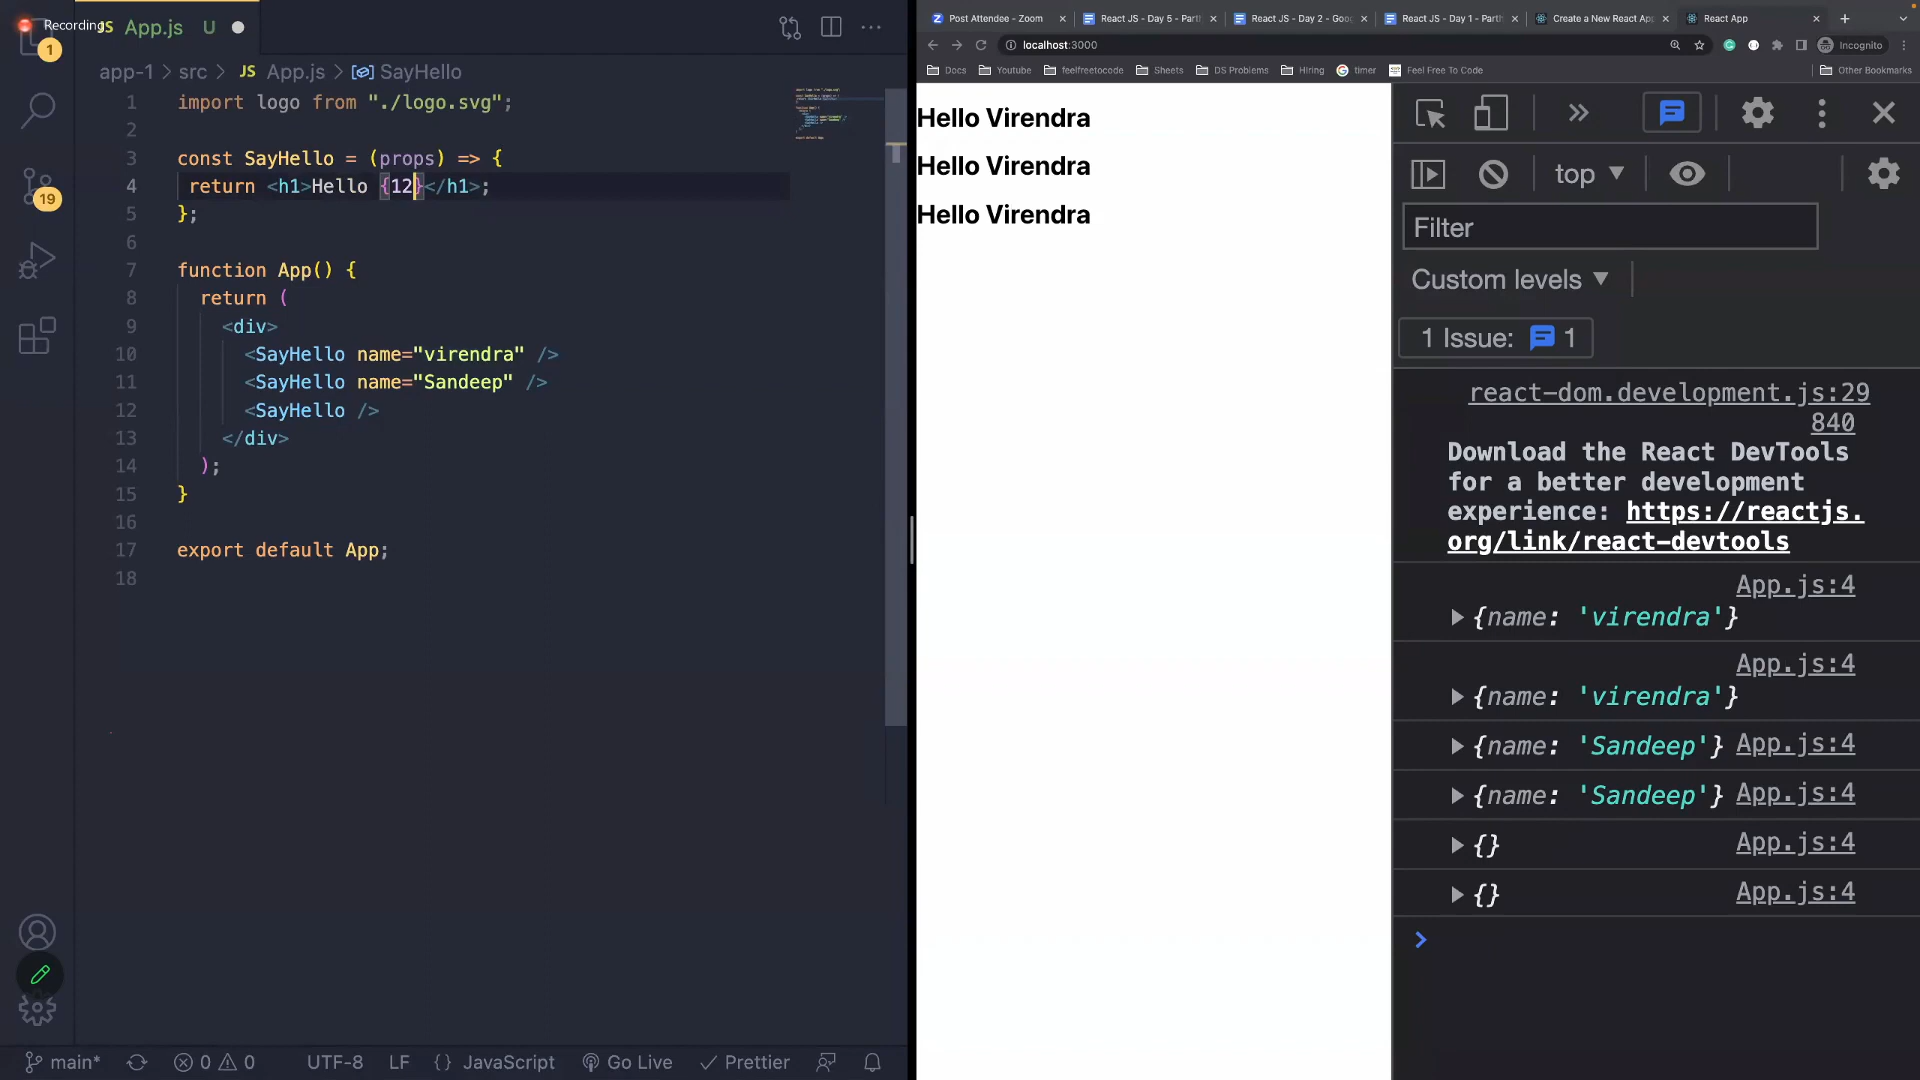 Recording
JS App.js U
1
19
app-1 > src > JS App.js > SayHello
1 import logo from "./logo.svg";
2
3 const SayHello = (props) => {
4 return <h1>Hello {12}</h1>;
5 };
6
7 function App() {
8 return (
9 <div>
10 <SayHello name="virendra" />
11 <SayHello name="Sandeep" />
12 <SayHello />
13 </div>
14 );
15 }
16
17 export default App;
18
main* 0 0 UTF-8 LF {} JavaScript Go Live Prettier
Post Attendee - Zoom React JS - Day 5 - Parth React JS - Day 2 - Goog React JS - Day 1 - Parth Create a New React App React App
localhost:3000 Incognito
Docs Youtube feelfreetocode Sheets DS Problems Hiring timer Feel Free To Code Other Bookmarks
Hello Virendra
Hello Virendra
Hello Virendra
top
Filter
Custom levels
1 Issue: 1
react-dom.development.js:29
840
Download the React DevTools
for a better development
experience: https://reactjs.
org/link/react-devtools
App.js:4
{name: 'virendra'}
App.js:4
{name: 'virendra'}
{name: 'Sandeep'} App.js:4
{name: 'Sandeep'} App.js:4
{} App.js:4
{} App.js:4